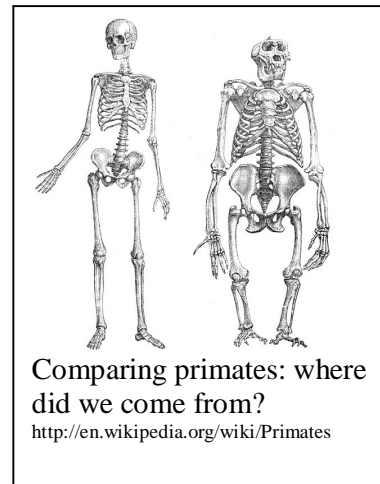 Comparing primates: where
did we come from?
http://en.wikipedia.org/wiki/Primates